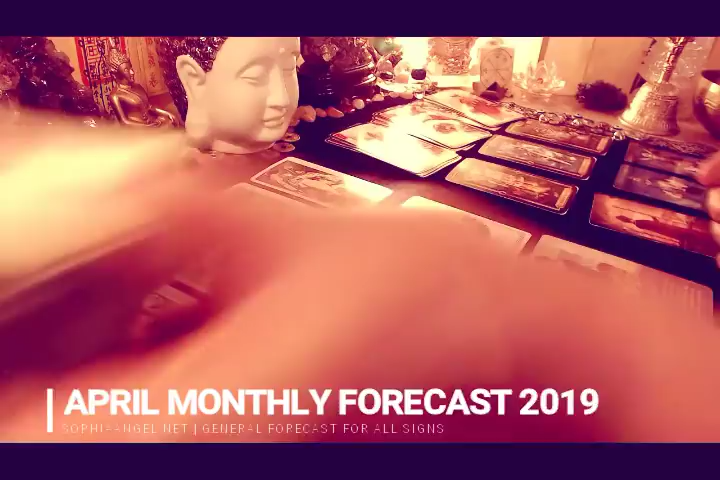 APRIL MONTHLY FORECAST 2019
SOPHIAANGEL.NET | GENERAL FORECAST FOR ALL SIGNS